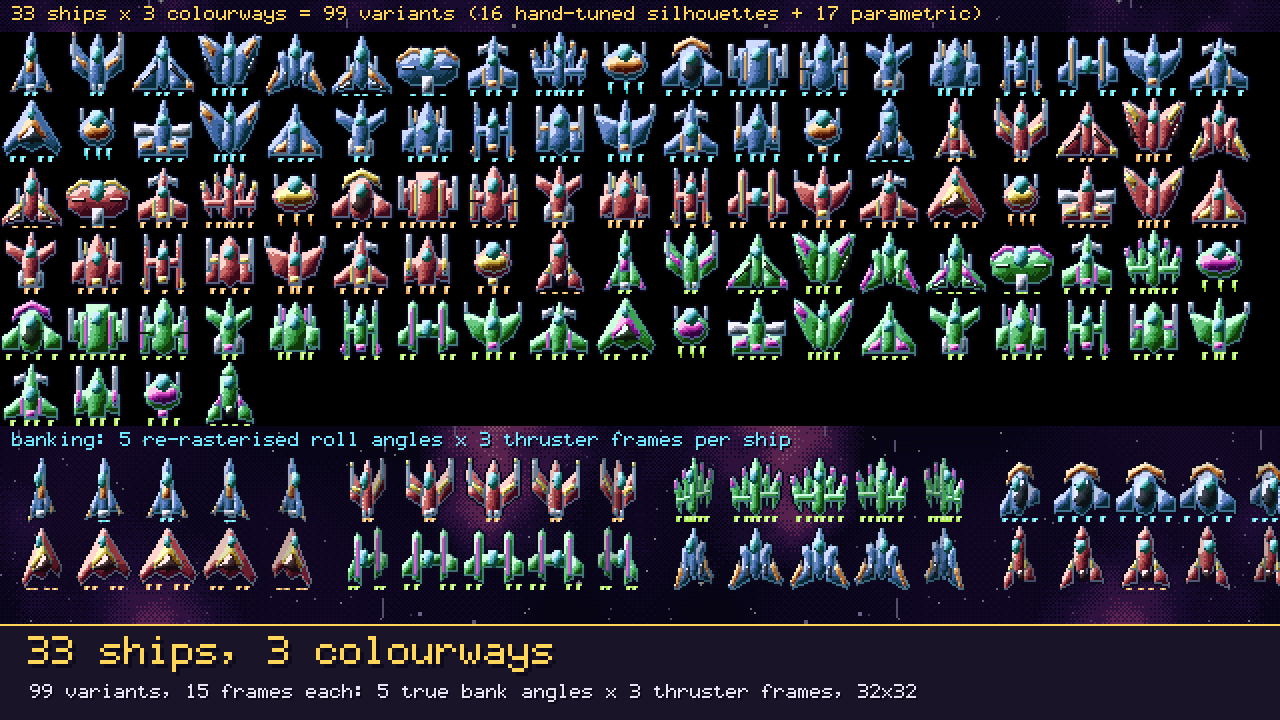 33 ships x 3 colourways = 99 variants (16 hand-tuned silhouettes + 17 parametric)
banking: 5 re-rasterised roll angles x 3 thruster frames per ship
33 ships, 3 colourways
99 variants, 15 frames each: 5 true bank angles x 3 thruster frames, 32x32